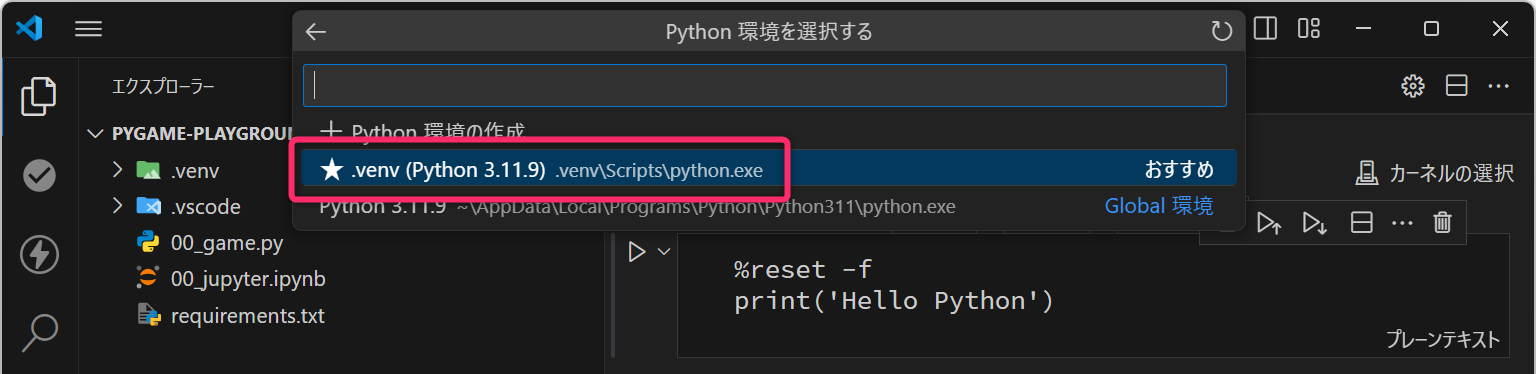 Python 環境を選択する
エクスプローラー
PYGAME-PLAYGROUN
.venv
.vscode
00_game.py
00_jupyter.ipynb
requirements.txt
Python 環境の作成
.venv (Python 3.11.9) .venv\Scripts\python.exe おすすめ
Python 3.11.9 ~\AppData\Local\Programs\Python\Python311\python.exe Global 環境
カーネルの選択
%reset -f
print('Hello Python')
プレーンテキスト